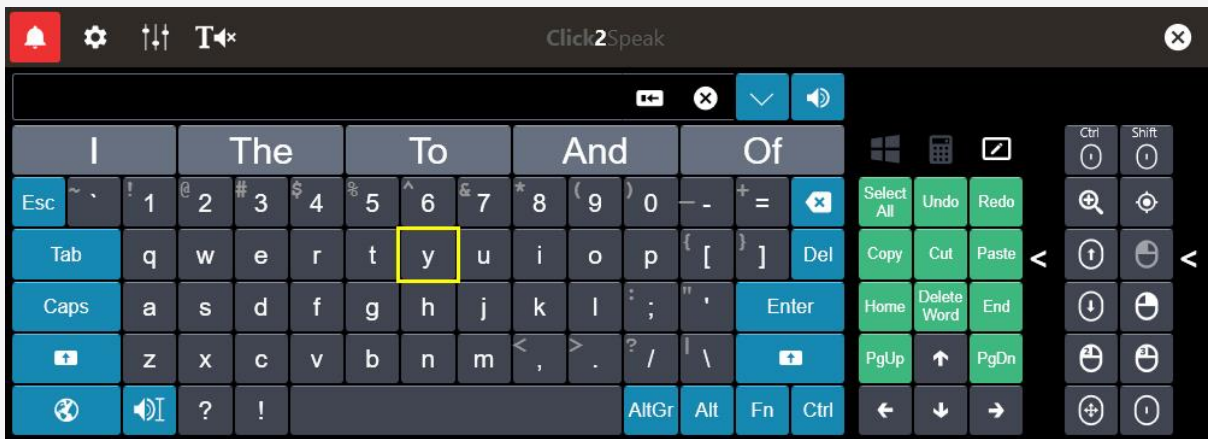 T Click2Speak
I The To And Of Ctrl Shift
Esc ~ ` ! 1 @ 2 # 3 $ 4 % 5 ^ 6 & 7 * 8 ( 9 ) 0 — - + = Select All Undo Redo
Tab q w e r t y u i o p { [ } ] Del Copy Cut Paste < <
Caps a s d f g h j k l : ; " ' Enter Home Delete Word End
z x c v b n m < , > . ? / | \ PgUp PgDn
? ! AltGr Alt Fn Ctrl